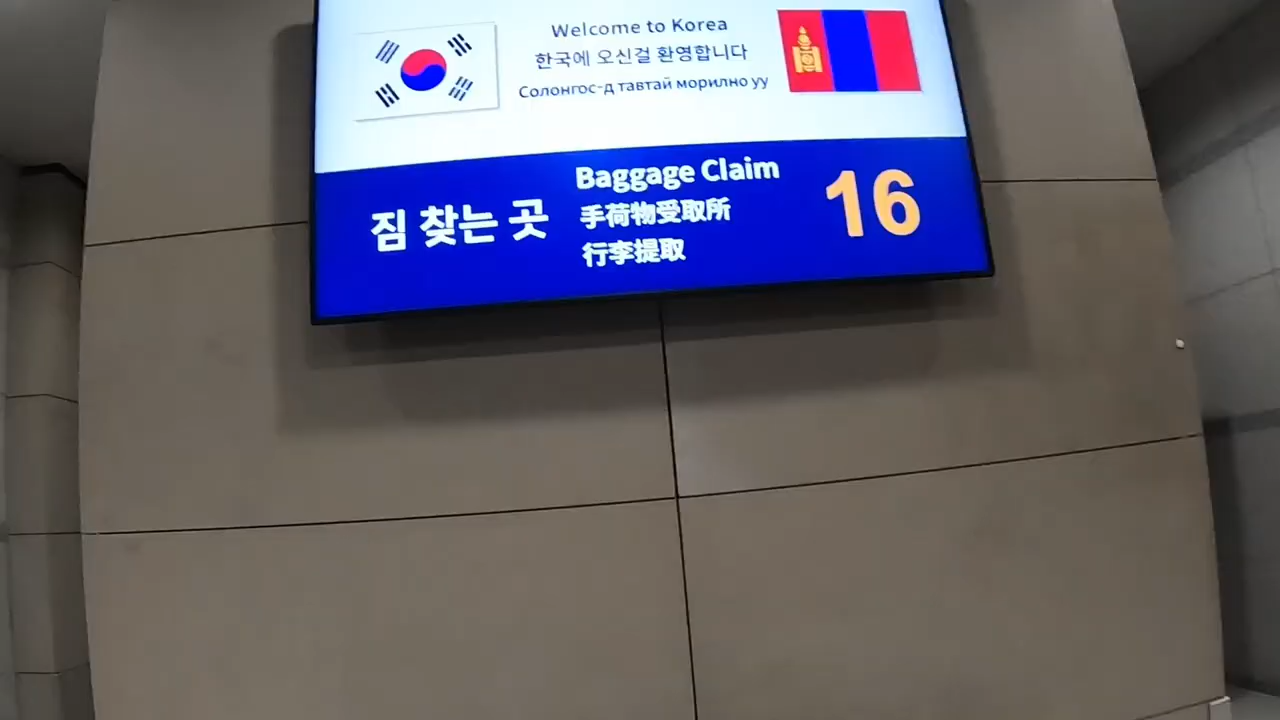 Welcome to Korea
한국에 오신걸 환영합니다
Солонгос-д тавтай морилно уу
짐 찾는 곳
Baggage Claim
手荷物受取所
行李提取
16